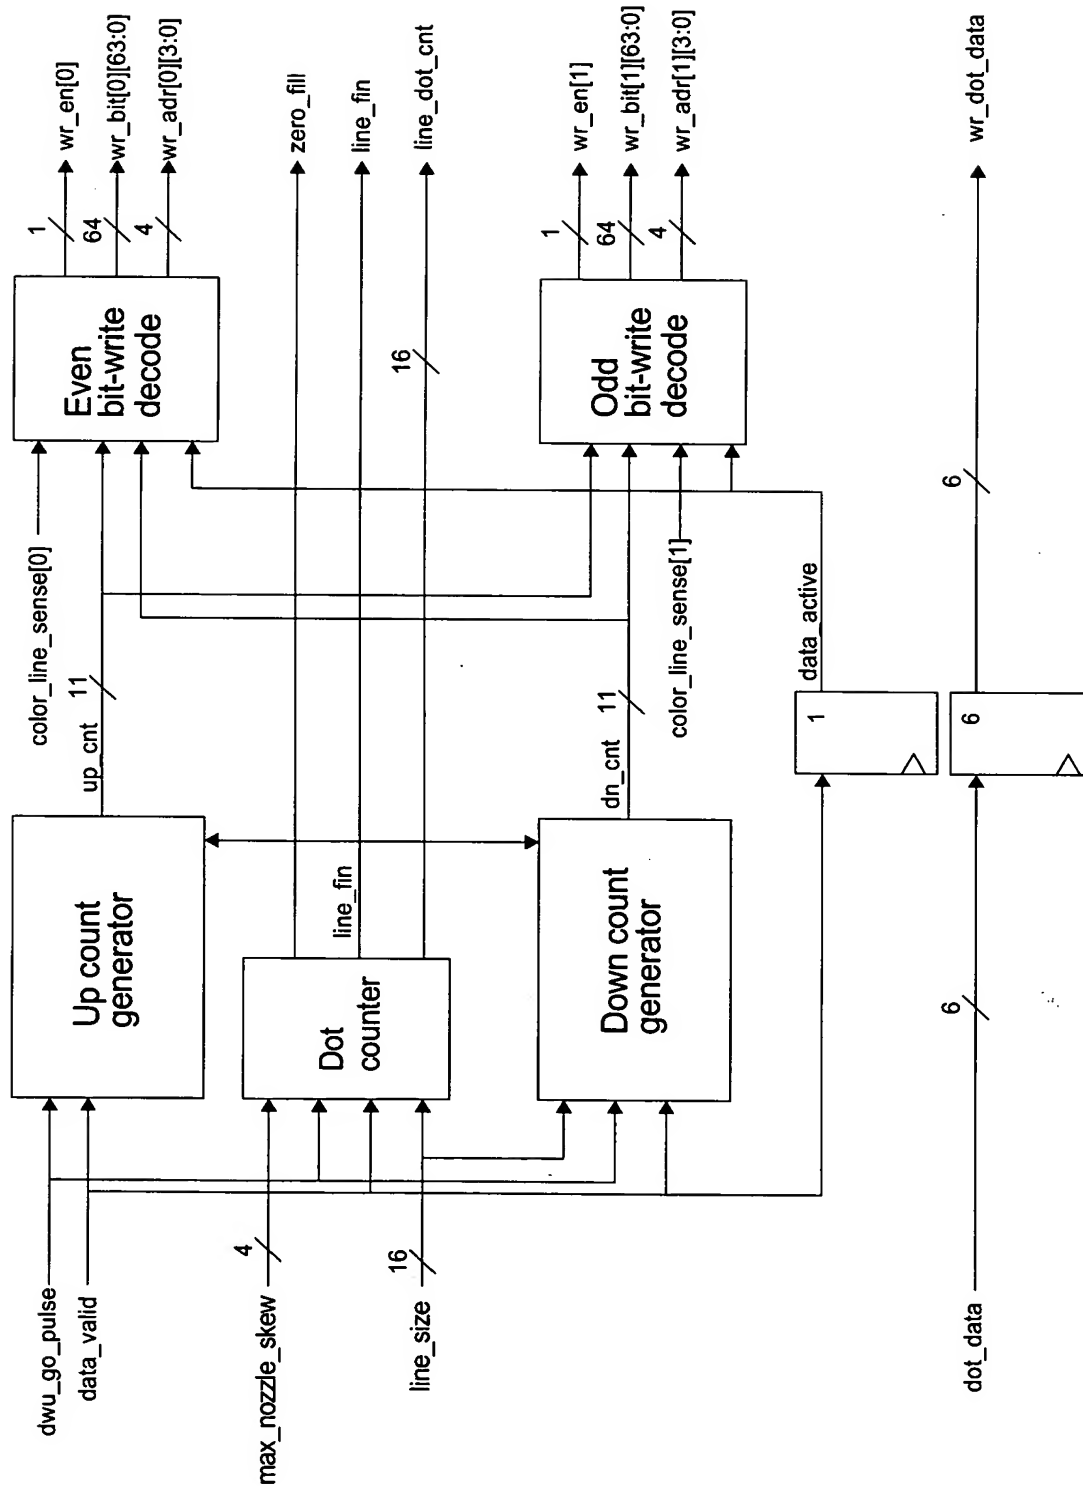 dwu_go_pulse
data_valid
max_nozzle_skew
4
line_size
16
dot_data
6
Up count
generator
Dot
counter
Down count
generator
up_cnt
11
line_fin
dn_cnt
11
1
6
data_active
color_line_sense[0]
color_line_sense[1]
Even
bit-write
decode
Odd
bit-write
decode
16
6
1
64
4
1
64
4
wr_en[0]
wr_bit[0][63:0]
wr_adr[0][3:0]
zero_fill
line_fin
line_dot_cnt
wr_en[1]
wr_bit[1][63:0]
wr_adr[1][3:0]
wr_dot_data